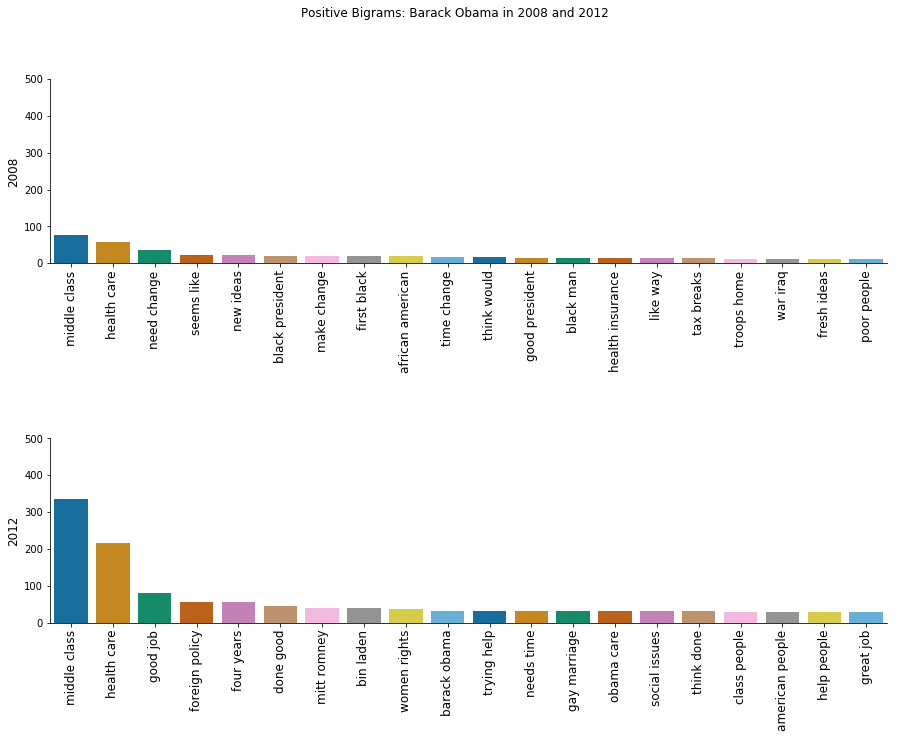 Positive Bigrams: Barack Obama in 2008 and 2012
500
400
300
200
100
0
2008
middle class
health care
need change
seems like
new ideas
black president
make change
first black
african american
time change
think would
good president
black man
health insurance
like way
tax breaks
troops home
war iraq
fresh ideas
poor people
500
400
300
200
100
0
2012
middle class
health care
good job
foreign policy
four years
done good
mitt romney
bin laden
women rights
barack obama
trying help
needs time
gay marriage
obama care
social issues
think done
class people
american people
help people
great job